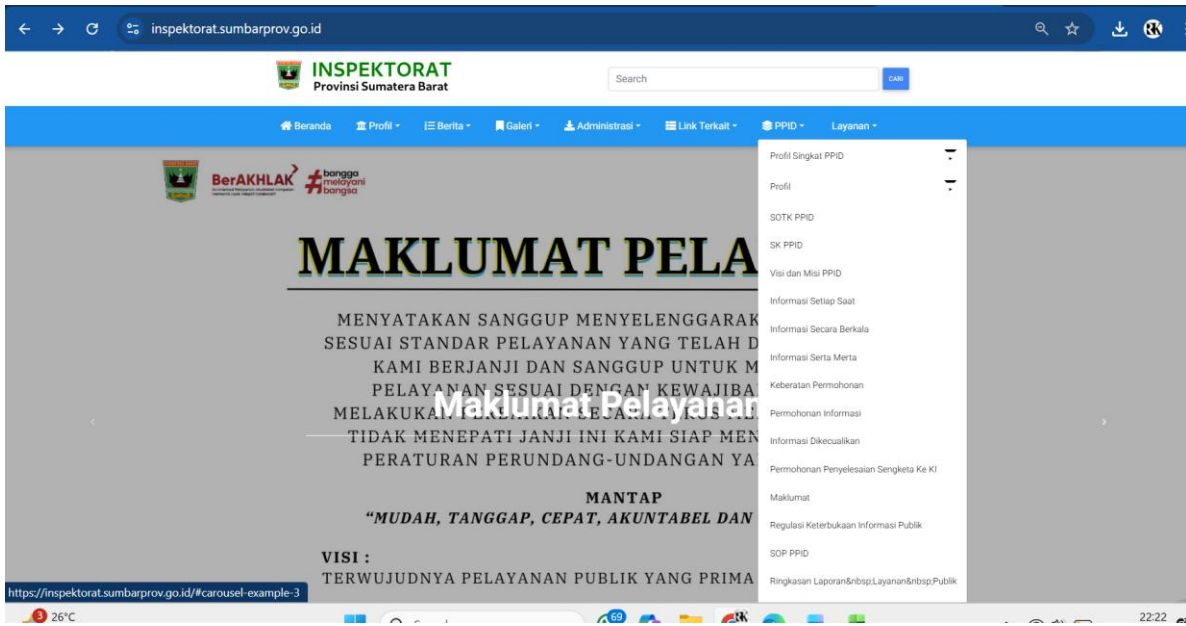 inspektorat.sumbarprov.go.id
RK
INSPEKTORAT
Provinsi Sumatera Barat
Search
CARI
Beranda Profil Berita Galeri Administrasi Link Terkait PPID Layanan
Profil Singkat PPID
Profil
SOTK PPID
SK PPID
Visi dan Misi PPID
Informasi Setiap Saat
Informasi Secara Berkala
Informasi Serta Merta
Keberatan Permohonan
Permohonan Informasi
Informasi Dikecualikan
Permohonan Penyelesaian Sengketa Ke KI
Maklumat
Regulasi Keterbukaan Informasi Publik
SOP PPID
Ringkasan Laporan&nbsp;Layanan&nbsp;Publik
BerAKHLAK
#bangga
melayani
bangsa
MAKLUMAT PELA
MENYATAKAN SANGGUP MENYELENGGARAK
SESUAI STANDAR PELAYANAN YANG TELAH D
KAMI BERJANJI DAN SANGGUP UNTUK M
PELAYANAN SESUAI DENGAN KEWAJIBA
MELAKUKAN SECARA
Maklumat Pelayanan
TIDAK MENEPATI JANJI INI KAMI SIAP MEN
PERATURAN PERUNDANG-UNDANGAN YA
MANTAP
“MUDAH, TANGGAP, CEPAT, AKUNTABEL DAN
VISI :
TERWUJUDNYA PELAYANAN PUBLIK YANG PRIMA
https://inspektorat.sumbarprov.go.id/#carousel-example-3
3
26°C
69
RK
22:22